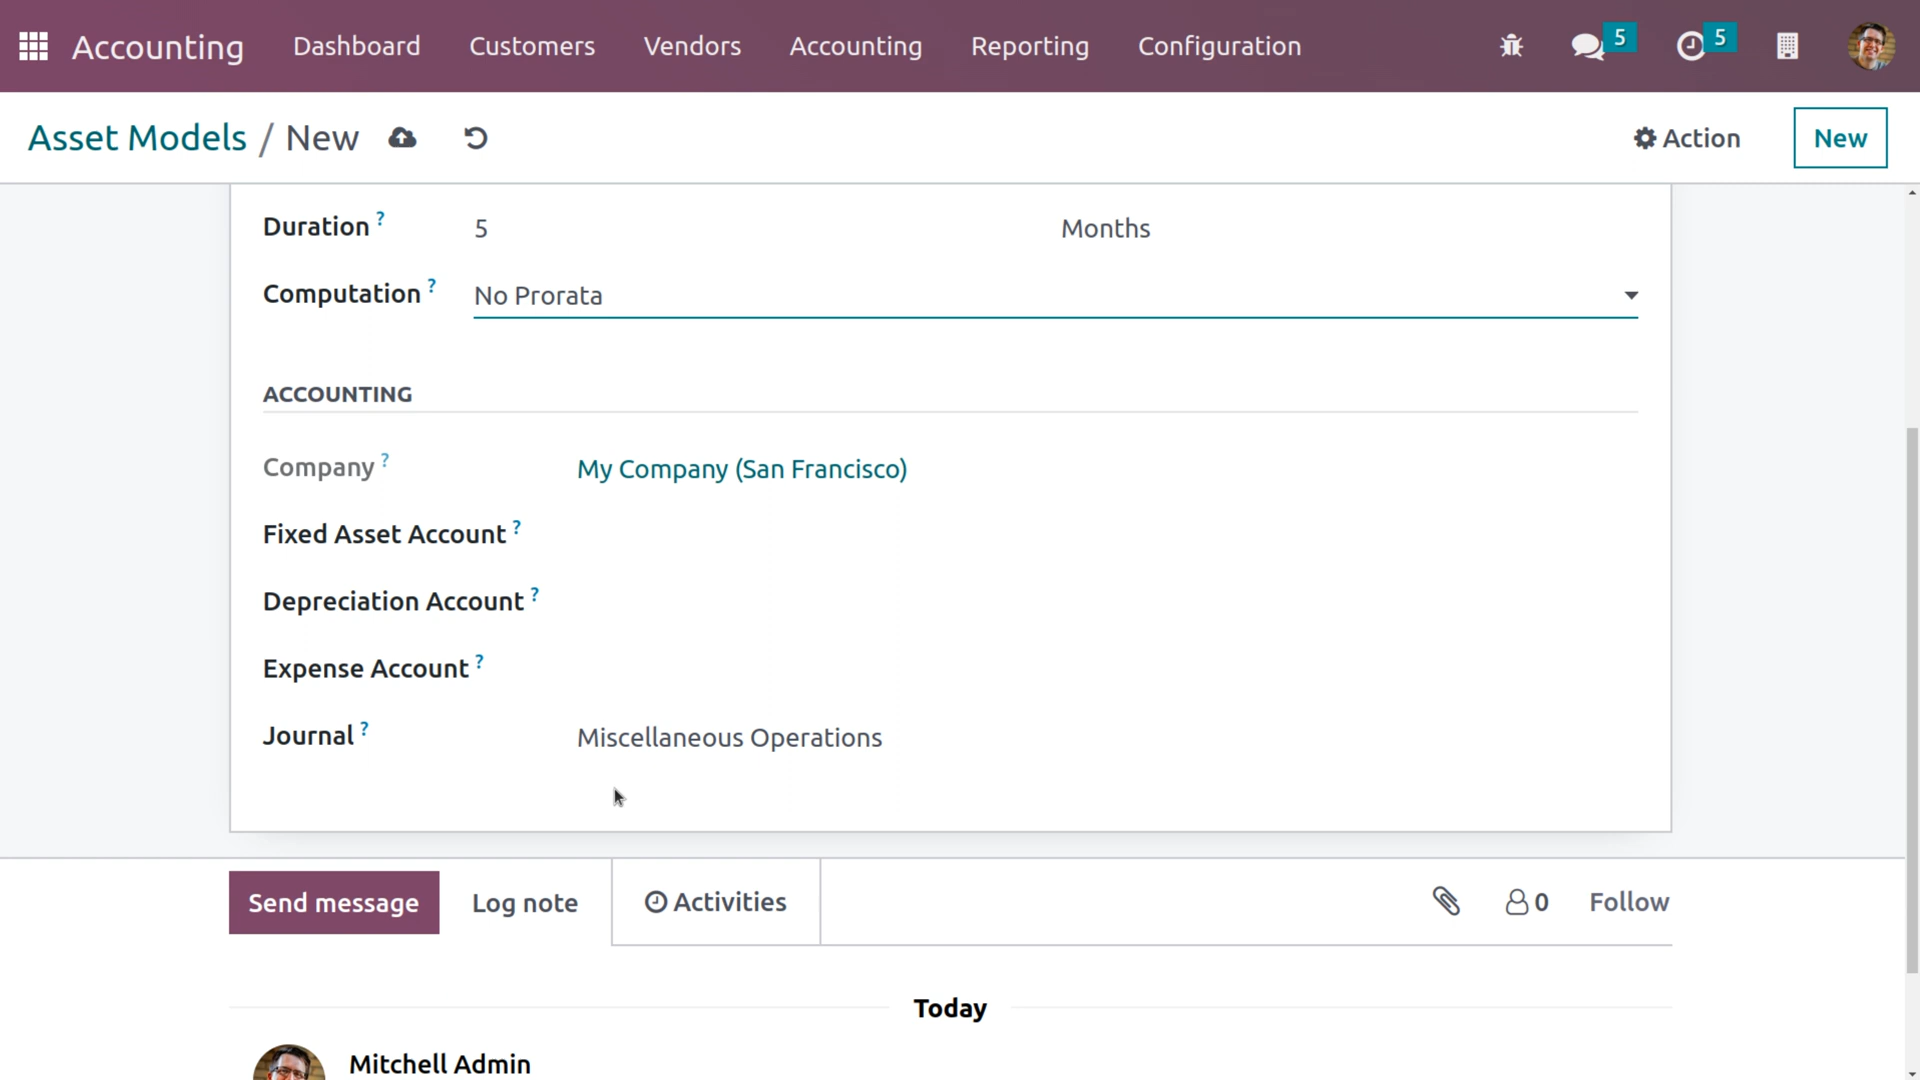 Accounting Dashboard Customers Vendors Accounting Reporting Configuration 5 5
Asset Models / New Action New
Duration ? 5 Months
Computation ? No Prorata
ACCOUNTING
Company ? My Company (San Francisco)
Fixed Asset Account ?
Depreciation Account ?
Expense Account ?
Journal ? Miscellaneous Operations
Send message Log note Activities 0 Follow
Today
Mitchell Admin